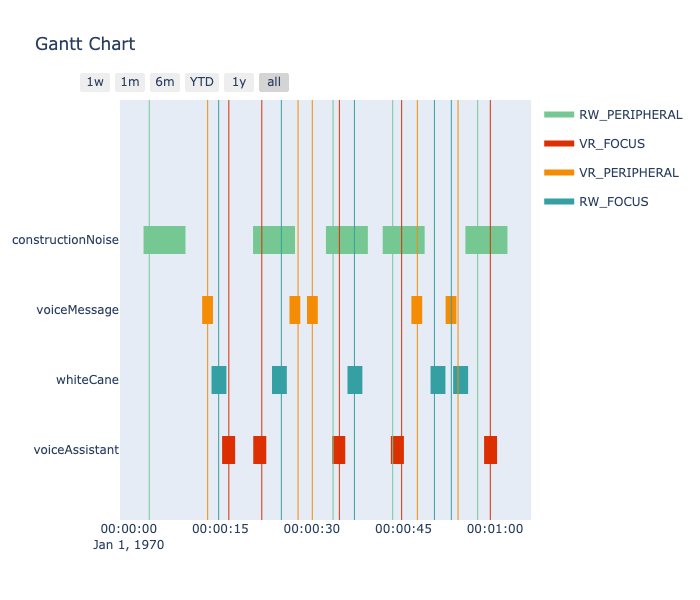 Gantt Chart
1w 1m 6m YTD 1y all
RW_PERIPHERAL
VR_FOCUS
VR_PERIPHERAL
RW_FOCUS
constructionNoise
voiceMessage
whiteCane
voiceAssistant
00:00:00 00:00:15 00:00:30 00:00:45 00:01:00
Jan 1, 1970